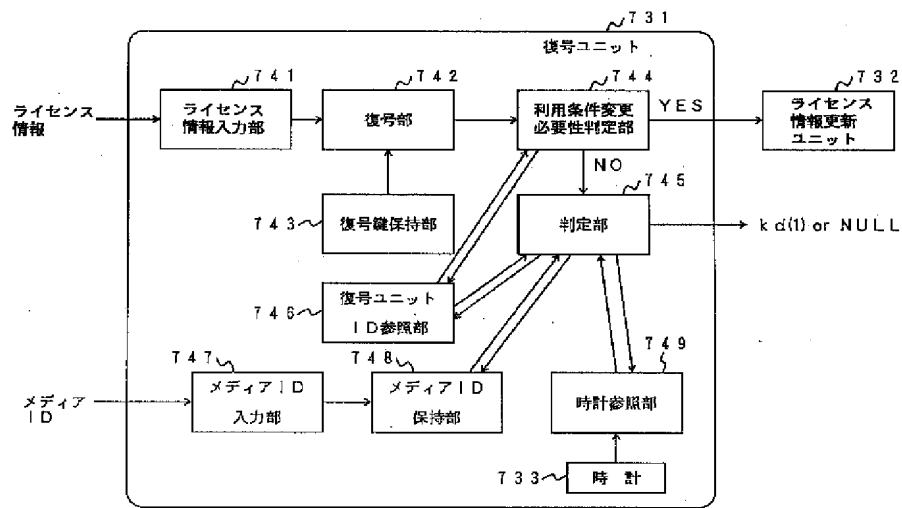 731
復号ユニット
741
742
744
732
ライセンス
情報
ライセンス
情報入力部
復号部
利用条件変更
必要性判定部
YES
ライセンス
情報更新
ユニット
NO
745
743
復号鍵保持部
判定部
kd(1) or NULL
746
復号ユニット
ID参照部
747
748
749
メディア
ID
メディアID
入力部
メディアID
保持部
時計参照部
733
時 計